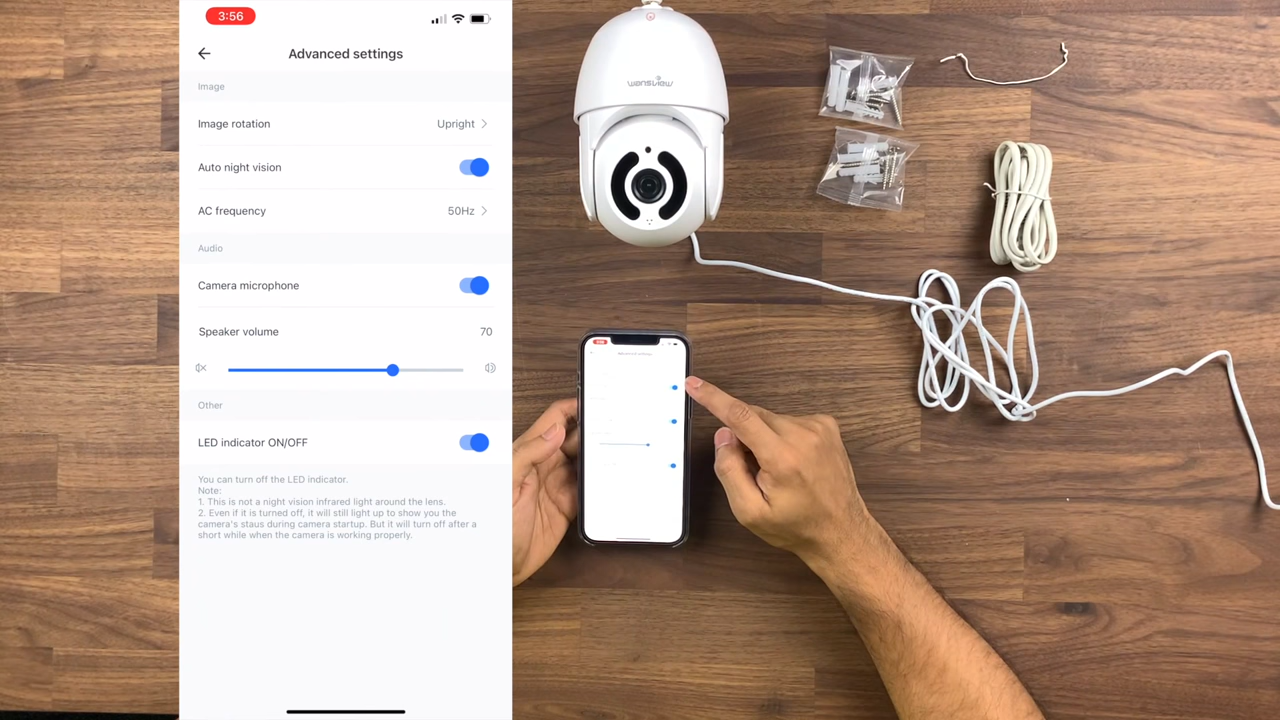 3:56
Advanced settings
Image
Image rotation
Upright
Auto night vision
AC frequency
50Hz
Audio
Camera microphone
Speaker volume
70
Other
LED indicator ON/OFF
You can turn off the LED indicator.
Note:
1. This is not a night vision infrared light around the lens.
2. Even if it is turned off, it will still light up to show you the
camera's staus during camera startup. But it will turn off after a
short while when the camera is working properly.
wansview
Advanced settings